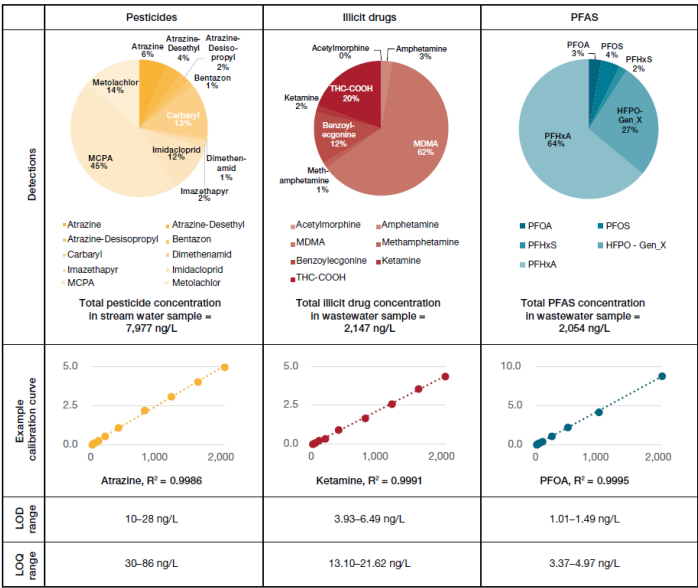 Pesticides
Illicit drugs
PFAS
Detections
Atrazine
6%
Atrazine-
Desethyl
4%
Atrazine-
Desiso-
propyl
2%
Bentazon
1%
Carbaryl
13%
Imidacloprid
12%
Dimethen-
amid
1%
Imazethapyr
2%
MCPA
45%
Metolachlor
14%
Atrazine
Atrazine-Desethyl
Atrazine-Desisopropyl
Bentazon
Carbaryl
Dimethenamid
Imazethapyr
Imidacloprid
MCPA
Metolachlor
Total pesticide concentration
in stream water sample =
7,977 ng/L
Acetylmorphine
0%
Amphetamine
3%
THC-COOH
20%
Ketamine
2%
Benzoyl-
ecgonine
12%
Meth-
amphetamine
1%
MDMA
62%
Acetylmorphine
Amphetamine
MDMA
Methamphetamine
Benzoylecgonine
Ketamine
THC-COOH
Total illicit drug concentration
in wastewater sample =
2,147 ng/L
PFOA
3%
PFOS
4%
PFHxS
2%
HFPO-
Gen_X
27%
PFHxA
64%
PFOA
PFOS
PFHxS
HFPO - Gen_X
PFHxA
Total PFAS concentration
in wastewater sample =
2,054 ng/L
Example
calibration curve
5.0
2.5
0.0
0
1,000
2,000
Atrazine, R² = 0.9986
5.0
2.5
0.0
0
1,000
2,000
Ketamine, R² = 0.9991
10.0
5.0
0.0
0
1,000
2,000
PFOA, R² = 0.9995
LOD
range
10–28 ng/L
3.93–6.49 ng/L
1.01–1.49 ng/L
LOQ
range
30–86 ng/L
13.10–21.62 ng/L
3.37–4.97 ng/L